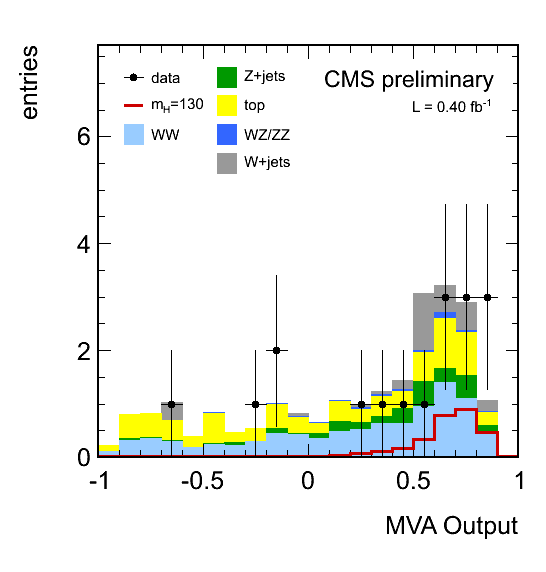 entries
CMS preliminary
L = 0.40 fb⁻¹
data
mH=130
WW
Z+jets
top
WZ/ZZ
W+jets
6
4
2
0
-1 -0.5 0 0.5 1
MVA Output